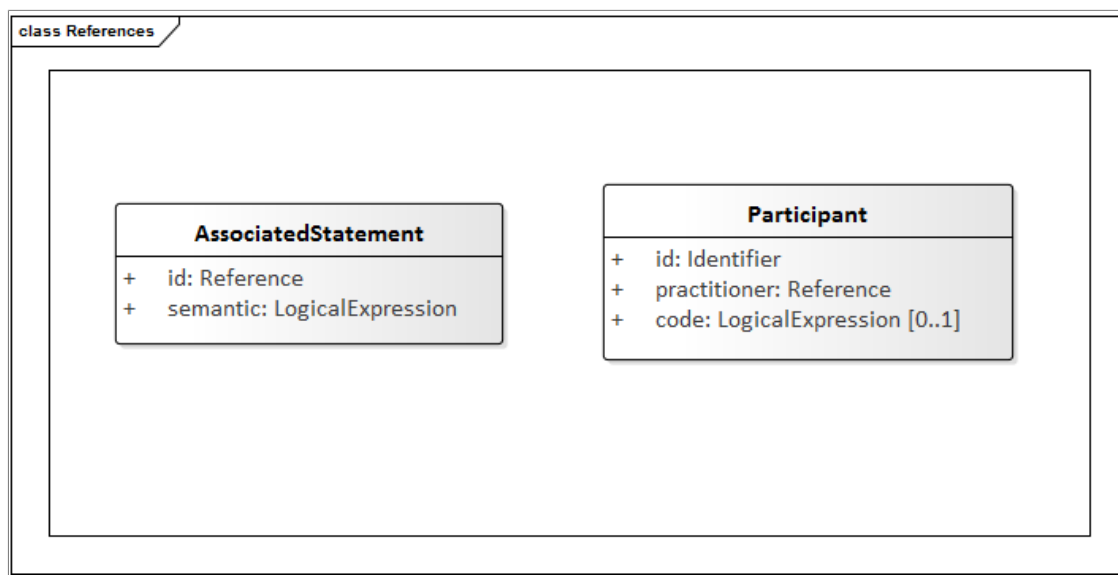 class References
AssociatedStatement
+ id: Reference
+ semantic: LogicalExpression
Participant
+ id: Identifier
+ practitioner: Reference
+ code: LogicalExpression [0..1]